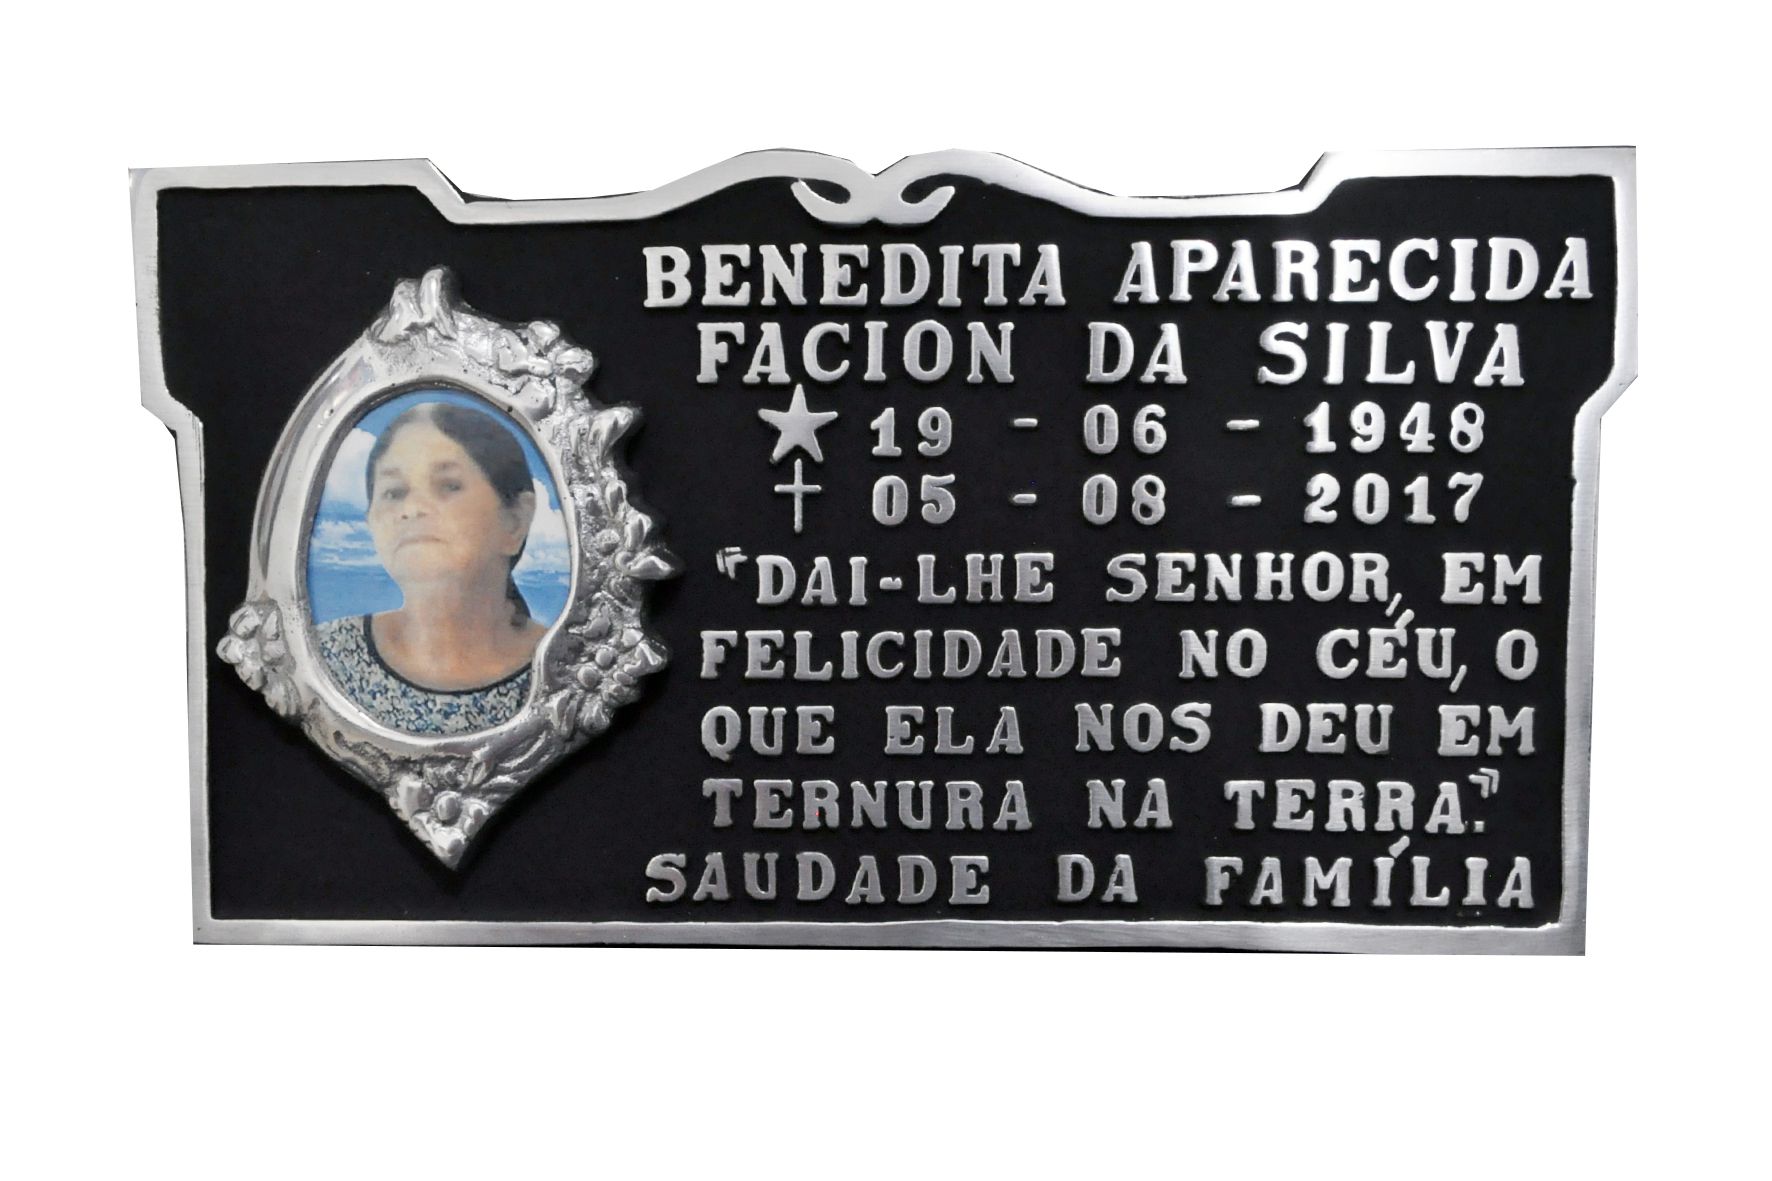 BENEDITA APARECIDA
FACION DA SILVA
19 - 06 - 1948
05 - 08 - 2017
"DAI-LHE SENHOR, EM
FELICIDADE NO CÉU, O
QUE ELA NOS DEU EM
TERNURA NA TERRA."
SAUDADE DA FAMÍLIA